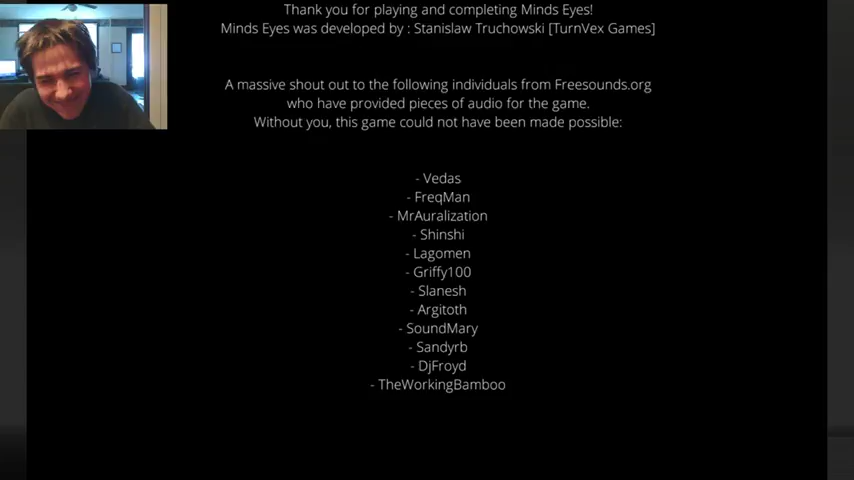 Thank you for playing and completing Minds Eyes!
Minds Eyes was developed by : Stanislaw Truchowski [TurnVex Games]
A massive shout out to the following individuals from Freesounds.org
who have provided pieces of audio for the game.
Without you, this game could not have been made possible:
- Vedas
- FreqMan
- MrAuralization
- Shinshi
- Lagomen
- Griffy100
- Slanesh
- Argitoth
- SoundMary
- Sandyrb
- DjFroyd
- TheWorkingBamboo